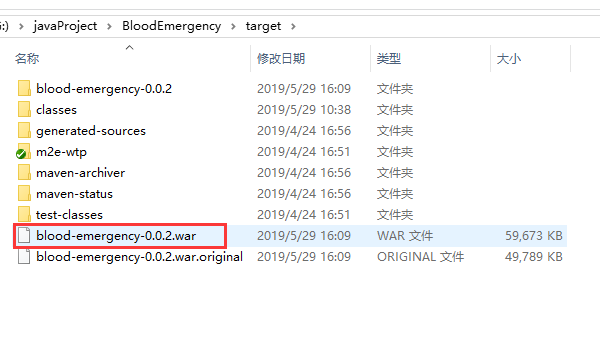 G:) > javaProject > BloodEmergency > target >
名称 修改日期 类型 大小
blood-emergency-0.0.2 2019/5/29 16:09 文件夹
classes 2019/5/29 10:38 文件夹
generated-sources 2019/4/24 16:56 文件夹
m2e-wtp 2019/4/24 16:51 文件夹
maven-archiver 2019/4/24 16:56 文件夹
maven-status 2019/4/24 16:56 文件夹
test-classes 2019/4/24 16:51 文件夹
blood-emergency-0.0.2.war 2019/5/29 16:09 WAR 文件 59,673 KB
blood-emergency-0.0.2.war.original 2019/5/29 16:09 ORIGINAL 文件 49,789 KB